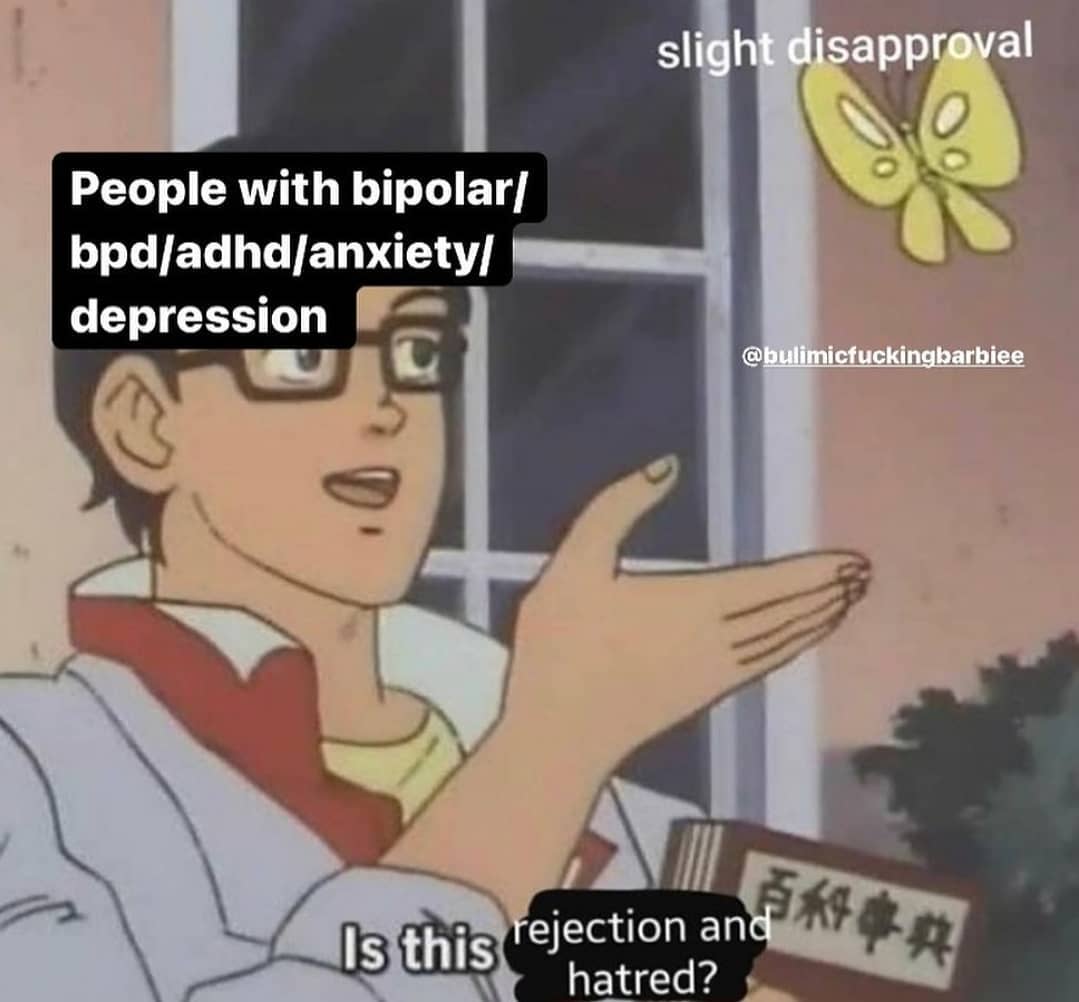 slight disapproval
People with bipolar/
bpd/adhd/anxiety/
depression
@bulimicfuckingbarbiee
百科事典
Is this rejection and
hatred?